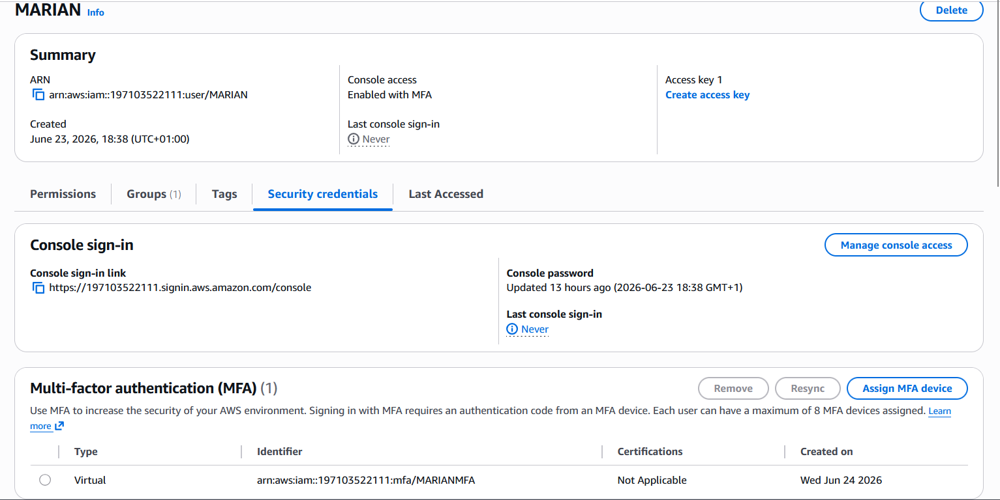 MARIAN Info
Delete
Summary
ARN
arn:aws:iam::197103522111:user/MARIAN
Created
June 23, 2026, 18:38 (UTC+01:00)
Console access
Enabled with MFA
Last console sign-in
Never
Access key 1
Create access key
Permissions
Groups (1)
Tags
Security credentials
Last Accessed
Console sign-in
Manage console access
Console sign-in link
https://197103522111.signin.aws.amazon.com/console
Console password
Updated 13 hours ago (2026-06-23 18:38 GMT+1)
Last console sign-in
Never
Multi-factor authentication (MFA) (1)
Remove
Resync
Assign MFA device
Use MFA to increase the security of your AWS environment. Signing in with MFA requires an authentication code from an MFA device. Each user can have a maximum of 8 MFA devices assigned. Learn
more
Type
Identifier
Certifications
Created on
Virtual
arn:aws:iam::197103522111:mfa/MARIANMFA
Not Applicable
Wed Jun 24 2026